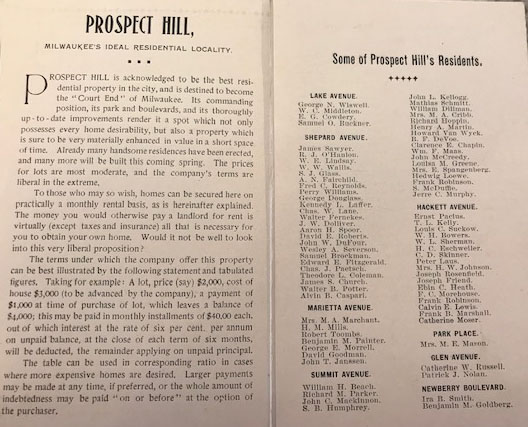 PROSPECT HILL,
MILWAUKEE'S IDEAL RESIDENTIAL LOCALITY.
PROSPECT HILL is acknowledged to be the best resi-
dential property in the city, and is destined to become
the "Court End" of Milwaukee. Its commanding
position, its park and boulevards, and its thoroughly
up-to-date improvements render it a spot which not only
possesses every home desirability, but also a property which
is sure to be very materially enhanced in value in a short space
of time. Already many handsome residences have been erected,
and many more will be built this coming spring. The prices
for lots are most moderate, and the company's terms are
liberal in the extreme.
To those who may so wish, homes can be secured here on
practically a monthly rental basis, as is hereinafter explained.
The money you would otherwise pay a landlord for rent is
virtually (except taxes and insurance) all that is necessary for
you to obtain your own home. Would it not be well to look
into this very liberal proposition?
The terms under which the company offer this property
can be best illustrated by the following statement and tabulated
figures. Taking for example: A lot, price (say) $2,000, cost of
house $3,000 (to be advanced by the company), a payment of
$1,000 at time of purchase of lot, which leaves a balance of
$4,000; this may be paid in monthly installments of $40.00 each.
out of which interest at the rate of six per cent. per annum
on unpaid balance, at the close of each term of six months,
will be deducted, the remainder applying on unpaid principal.
The table can be used in corresponding ratio in cases
where more expensive homes are desired. Larger payments
may be made at any time, if preferred, or the whole amount of
indebtedness may be paid "on or before" at the option of
the purchaser.
Some of Prospect Hill's Residents.
LAKE AVENUE.
George N. Wiswell.
W. C. Middleton.
E. G. Cowdery.
Samuel O. Buckner.
SHEPARD AVENUE.
James Sawyer.
R. J. O'Hanlon.
W. E. Lindsay.
W. W. Wallis.
S. J. Glass.
A. N. Fairchild.
Fred C. Reynolds.
Perry Williams.
George Douglass.
Kennedy L. Luffer.
Chas. W. Lane.
Walter Fernekes.
J. W. Dolliver.
Aaron H. Spoor.
David E. Roberts.
John W. DuFour.
Wesley A. Severson.
Samuel Brockman.
Edward E. Fitzgerald.
Chas. J. Paetsch.
Theodore L. Coleman.
James S. Church.
Walter B. Potter.
Alvin B. Caspari.
MARIETTA AVENUE.
Mrs. M. A. Marchant.
H. M. Mills.
Robert Toombs.
Benjamin M. Painter.
George E. Morrell.
David Goodman.
John T. Janssen.
SUMMIT AVENUE.
William H. Beach.
Richard M. Parker.
John C. Mackinnon.
S. B. Humphrey.
John L. Kellogg.
Mathias Schmitt.
William Dillman.
Mrs. M. A. Cribb.
Richard Hoppin.
Henry A. Martin.
Howard Van Wyck.
B. F. DeVoe.
Clarence E. Chapin.
Wm. F. Maas.
John McCreedy.
Louisa M. Greene.
Mrs. E. Spangenberg.
Hedwig Loewe.
Frank Robinson.
S. McDuffie.
Jerre C. Murphy.
HACKETT AVENUE.
Ernst Paetus.
T. L. Kelly.
Louis C. Suckow.
W. H. Bowers.
W. L. Sherman.
H. C. Eschweiler.
C. D. Skinner.
Peter Laus.
Mrs. H. W. Johnson.
Joseph Rosenfield.
Joseph Friend.
Eben C. Heath.
F. C. Morehouse.
Frank Robinson.
Calvin E. Lewis.
Frank B. Marshall.
Catherine Moser.
PARK PLACE.
Mrs. M. E. Mason.
GLEN AVENUE.
Catherine W. Russell.
Patrick J. Nolan.
NEWBERRY BOULEVARD.
Ira B. Smith.
Benjamin M. Goldberg.